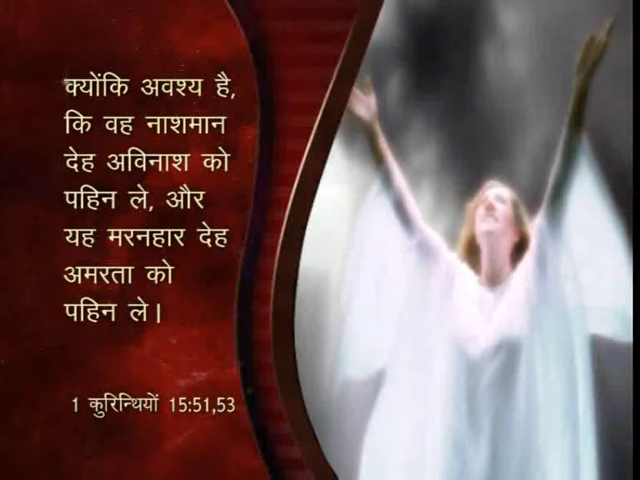 क्योंकि अवश्य है,
कि वह नाशमान
देह अविनाश को
पहिन ले, और
यह मरनहार देह
अमरता को
पहिन ले।
1 कुरिन्थियों 15:51,53